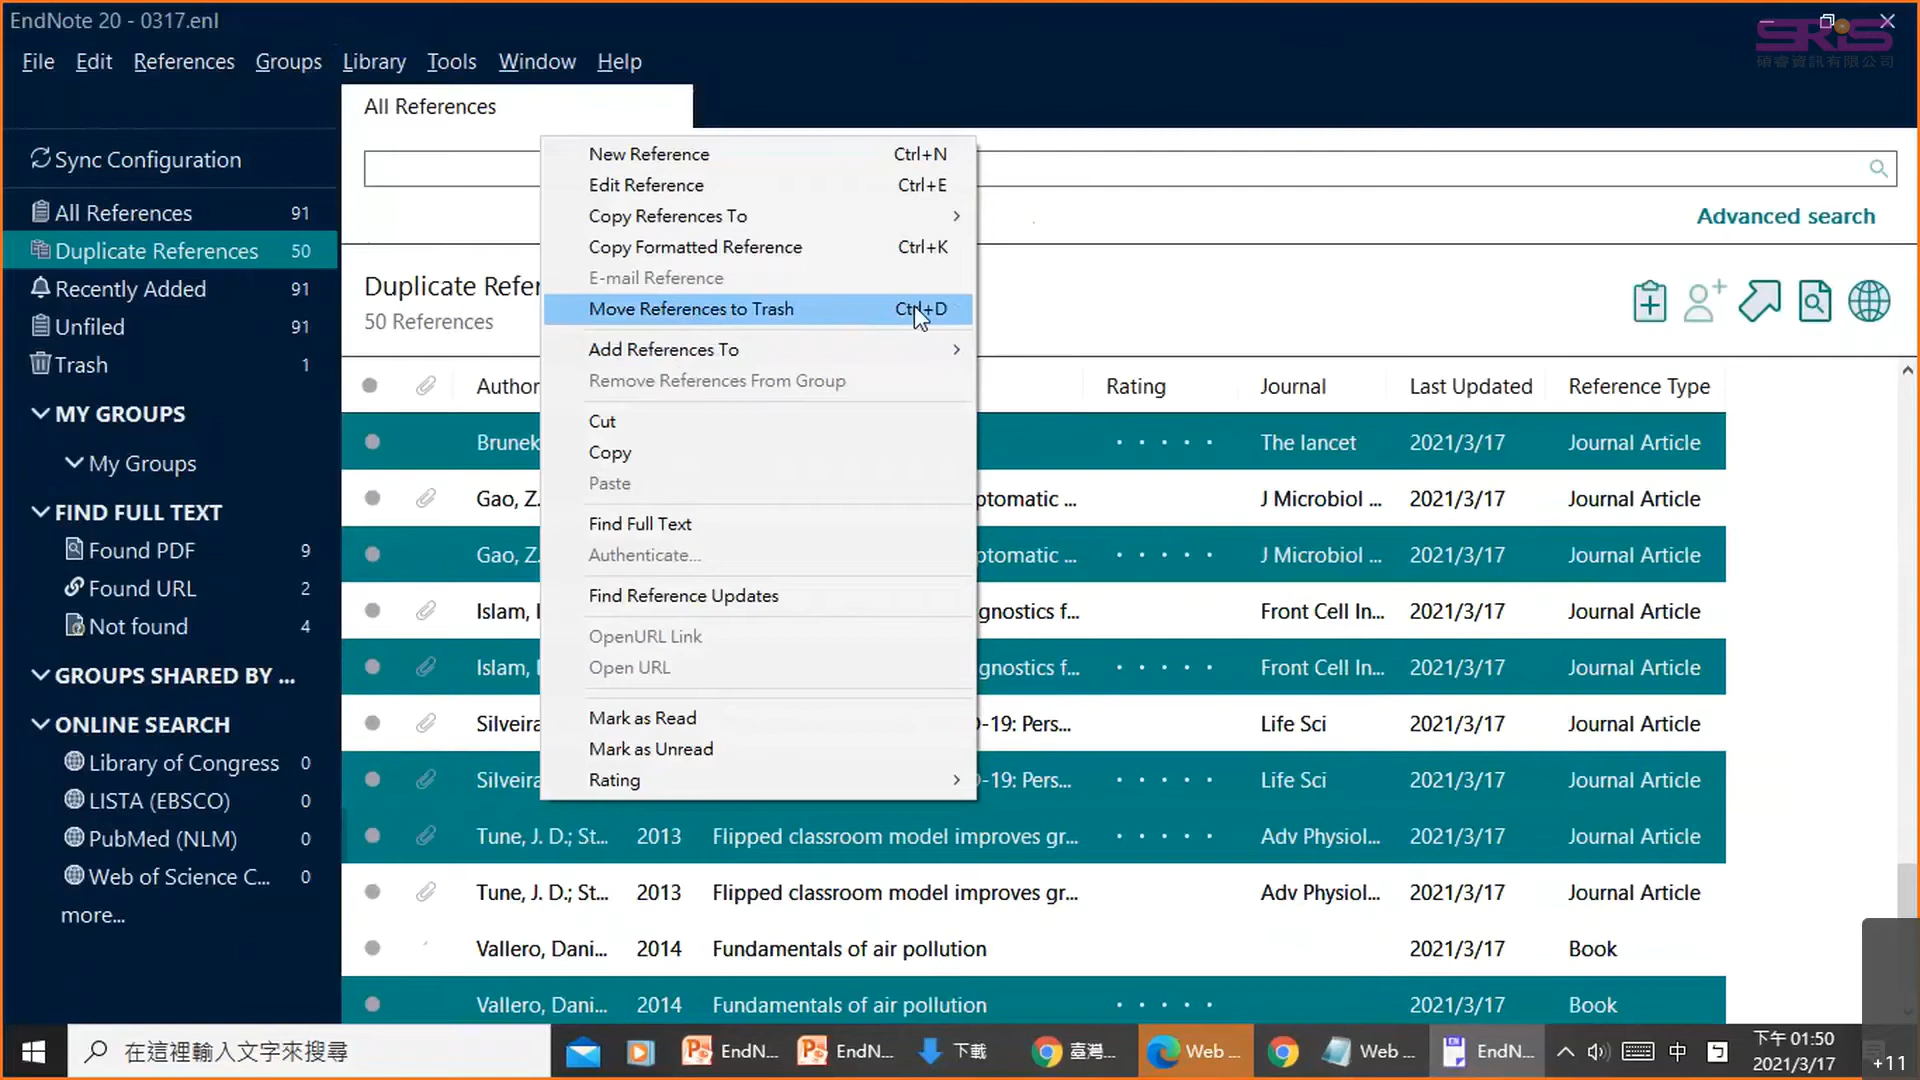 EndNote 20 - 0317.enl
SRIS
碩睿資訊有限公司
File Edit References Groups Library Tools Window Help
All References
Sync Configuration
All References 91
Duplicate References 50
Recently Added 91
Unfiled 91
Trash 1
MY GROUPS
My Groups
FIND FULL TEXT
Found PDF 9
Found URL 2
Not found 4
GROUPS SHARED BY ...
ONLINE SEARCH
Library of Congress 0
LISTA (EBSCO) 0
PubMed (NLM) 0
Web of Science C... 0
more...
Advanced search
Duplicate Refer
50 References
New Reference Ctrl+N
Edit Reference Ctrl+E
Copy References To
Copy Formatted Reference Ctrl+K
E-mail Reference
Move References to Trash Ctrl+D
Add References To
Remove References From Group
Cut
Copy
Paste
Find Full Text
Authenticate...
Find Reference Updates
OpenURL Link
Open URL
Mark as Read
Mark as Unread
Rating
Author Rating Journal Last Updated Reference Type
Brunek The lancet 2021/3/17 Journal Article
Gao, Z. ptomatic ... J Microbiol ... 2021/3/17 Journal Article
Gao, Z. ptomatic ... J Microbiol ... 2021/3/17 Journal Article
Islam, gnostics f... Front Cell In... 2021/3/17 Journal Article
Islam, gnostics f... Front Cell In... 2021/3/17 Journal Article
Silveira -19: Pers... Life Sci 2021/3/17 Journal Article
Silveira -19: Pers... Life Sci 2021/3/17 Journal Article
Tune, J. D.; St... 2013 Flipped classroom model improves gr... Adv Physiol... 2021/3/17 Journal Article
Tune, J. D.; St... 2013 Flipped classroom model improves gr... Adv Physiol... 2021/3/17 Journal Article
Vallero, Dani... 2014 Fundamentals of air pollution 2021/3/17 Book
Vallero, Dani... 2014 Fundamentals of air pollution 2021/3/17 Book
在這裡輸入文字來搜尋
EndN... EndN... 下載 臺灣... Web ... Web ... EndN... 中 下午 01:50
2021/3/17
+11